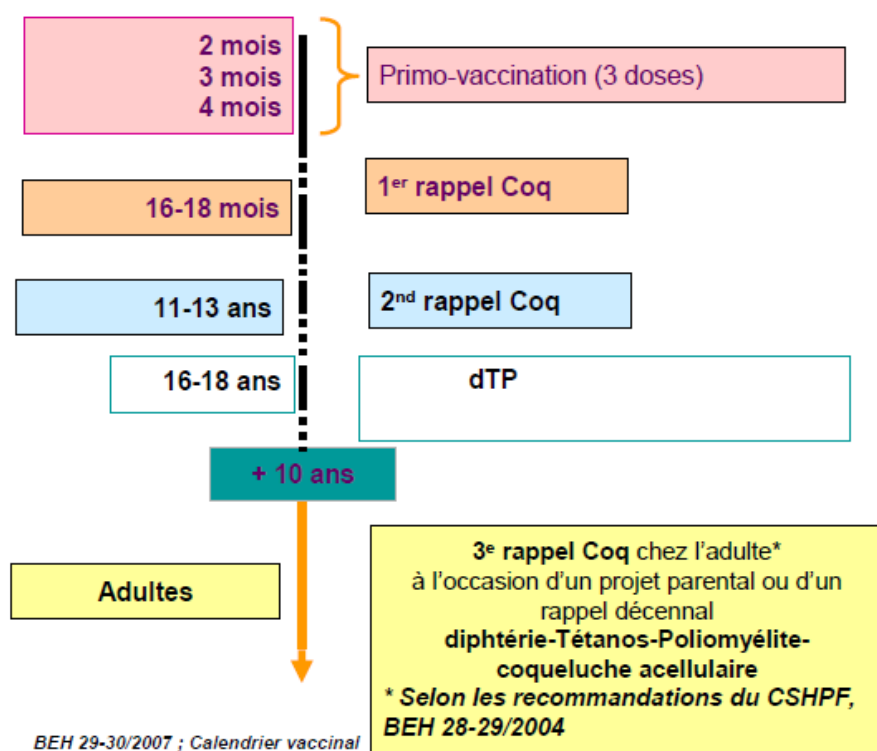 2 mois
3 mois
4 mois
Primo-vaccination (3 doses)
16-18 mois
1er rappel Coq
11-13 ans
2nd rappel Coq
16-18 ans
dTP
+ 10 ans
Adultes
3e rappel Coq chez l’adulte*
à l’occasion d’un projet parental ou d’un
rappel décennal
diphtérie-Tétanos-Poliomyélite-
coqueluche acellulaire
* Selon les recommandations du CSHPF,
BEH 28-29/2004
BEH 29-30/2007 ; Calendrier vaccinal